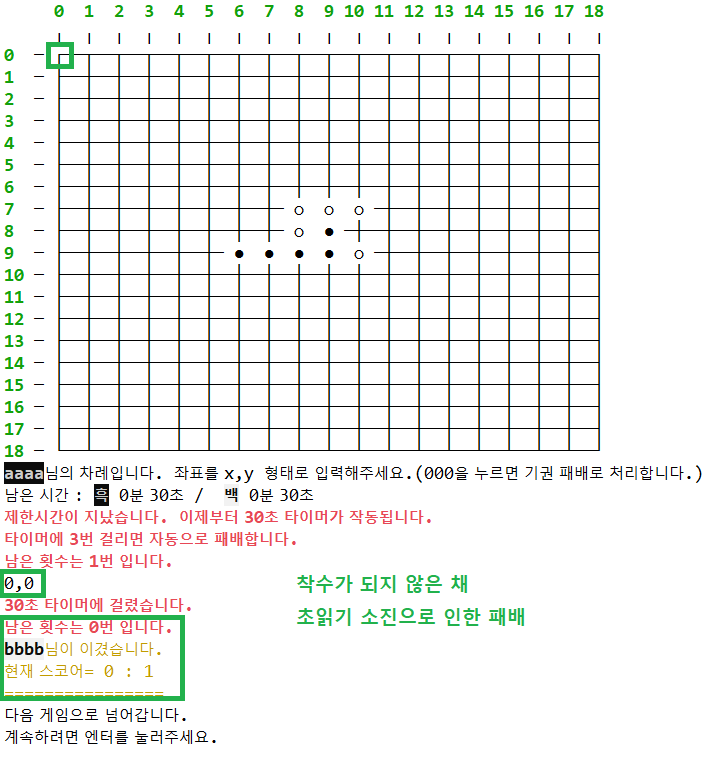 0 1 2 3 4 5 6 7 8 9 10 11 12 13 14 15 16 17 18
0
1
2
3
4
5
6
7
8
9
10
11
12
13
14
15
16
17
18
aaaa님의 차례입니다. 좌표를 x,y 형태로 입력해주세요.(000을 누르면 기권 패배로 처리합니다.)
남은 시간 : 흑 0분 30초 / 백 0분 30초
제한시간이 지났습니다. 이제부터 30초 타이머가 작동됩니다.
타이머에 3번 걸리면 자동으로 패배합니다.
남은 횟수는 1번 입니다.
0,0
착수가 되지 않은 채
30초 타이머에 걸렸습니다.
초읽기 소진으로 인한 패배
남은 횟수는 0번 입니다.
bbbb님이 이겼습니다.
현재 스코어= 0 : 1
================
다음 게임으로 넘어갑니다.
계속하려면 엔터를 눌러주세요.